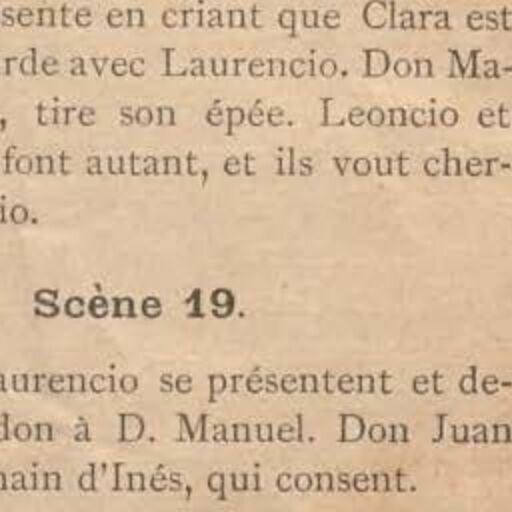 sente en criant que Clara est
rde avec Laurencio. Don Ma-
, tire son épée. Leoncio et
font autant, et ils vout cher-
io.
Scène 19.
aurencio se présentent et de-
don à D. Manuel. Don Juan
main d'Inés, qui consent.